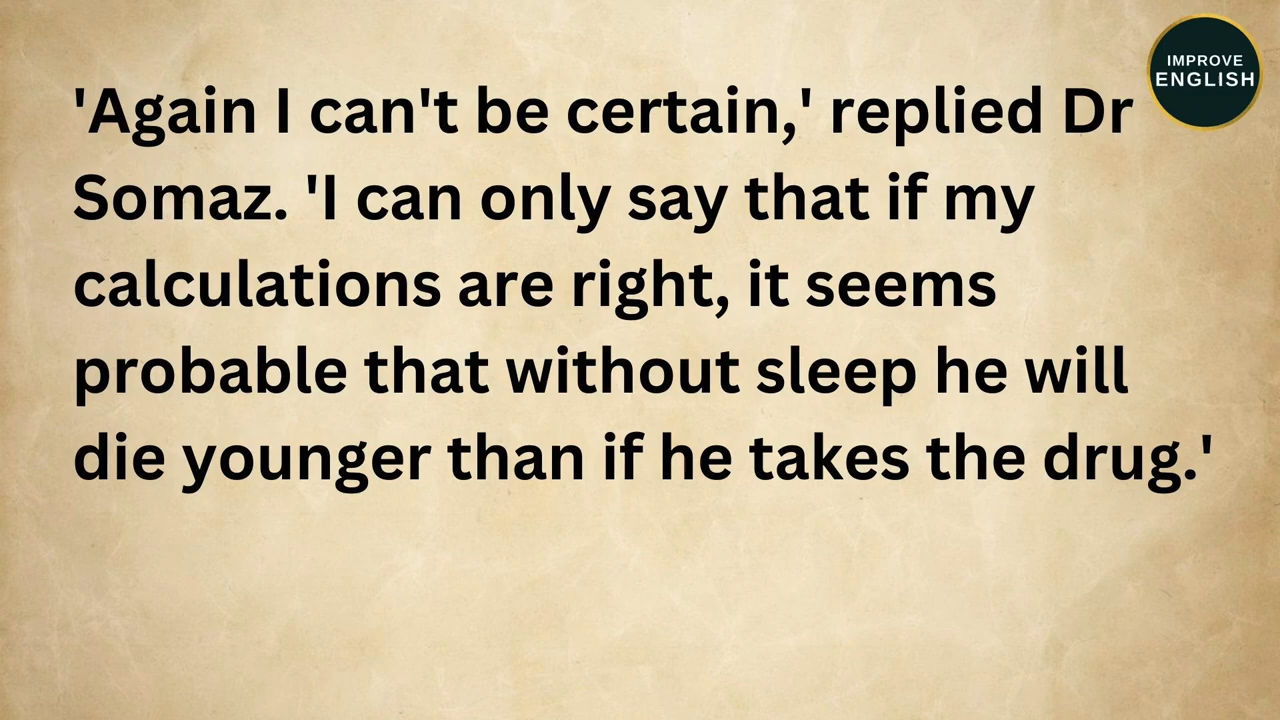 IMPROVE
ENGLISH
'Again I can't be certain,' replied Dr
Somaz. 'I can only say that if my
calculations are right, it seems
probable that without sleep he will
die younger than if he takes the drug.'